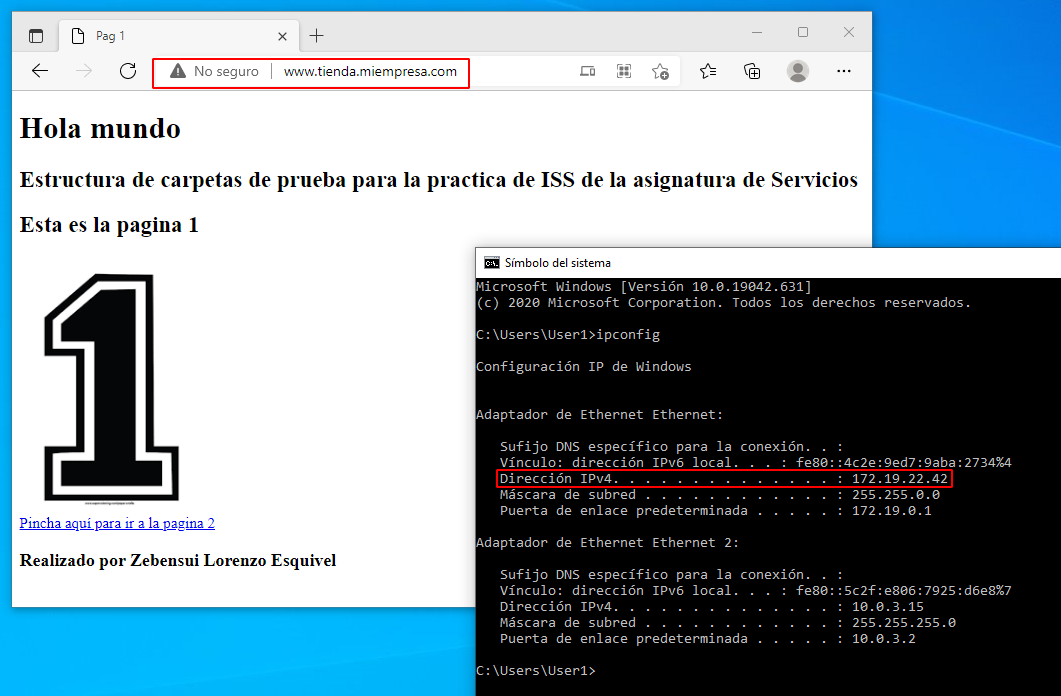 Pag 1
No seguro
www.tienda.miempresa.com
Hola mundo
Estructura de carpetas de prueba para la practica de ISS de la asignatura de Servicios
Esta es la pagina 1
1
Pincha aquí para ir a la pagina 2
Realizado por Zebensui Lorenzo Esquivel
Símbolo del sistema
Microsoft Windows [Versión 10.0.19042.631]
(c) 2020 Microsoft Corporation. Todos los derechos reservados.
C:\Users\User1>ipconfig
Configuración IP de Windows
Adaptador de Ethernet Ethernet:
Sufijo DNS específico para la conexión. . :
Vínculo: dirección IPv6 local. . . : fe80::4c2e:9ed7:9aba:2734%4
Dirección IPv4. . . . . . . . . . . . . . : 172.19.22.42
Máscara de subred . . . . . . . . . . . . : 255.255.0.0
Puerta de enlace predeterminada . . . . . : 172.19.0.1
Adaptador de Ethernet Ethernet 2:
Sufijo DNS específico para la conexión. . :
Vínculo: dirección IPv6 local. . . : fe80::5c2f:e806:7925:d6e8%7
Dirección IPv4. . . . . . . . . . . . . . : 10.0.3.15
Máscara de subred . . . . . . . . . . . . : 255.255.255.0
Puerta de enlace predeterminada . . . . . : 10.0.3.2
C:\Users\User1>